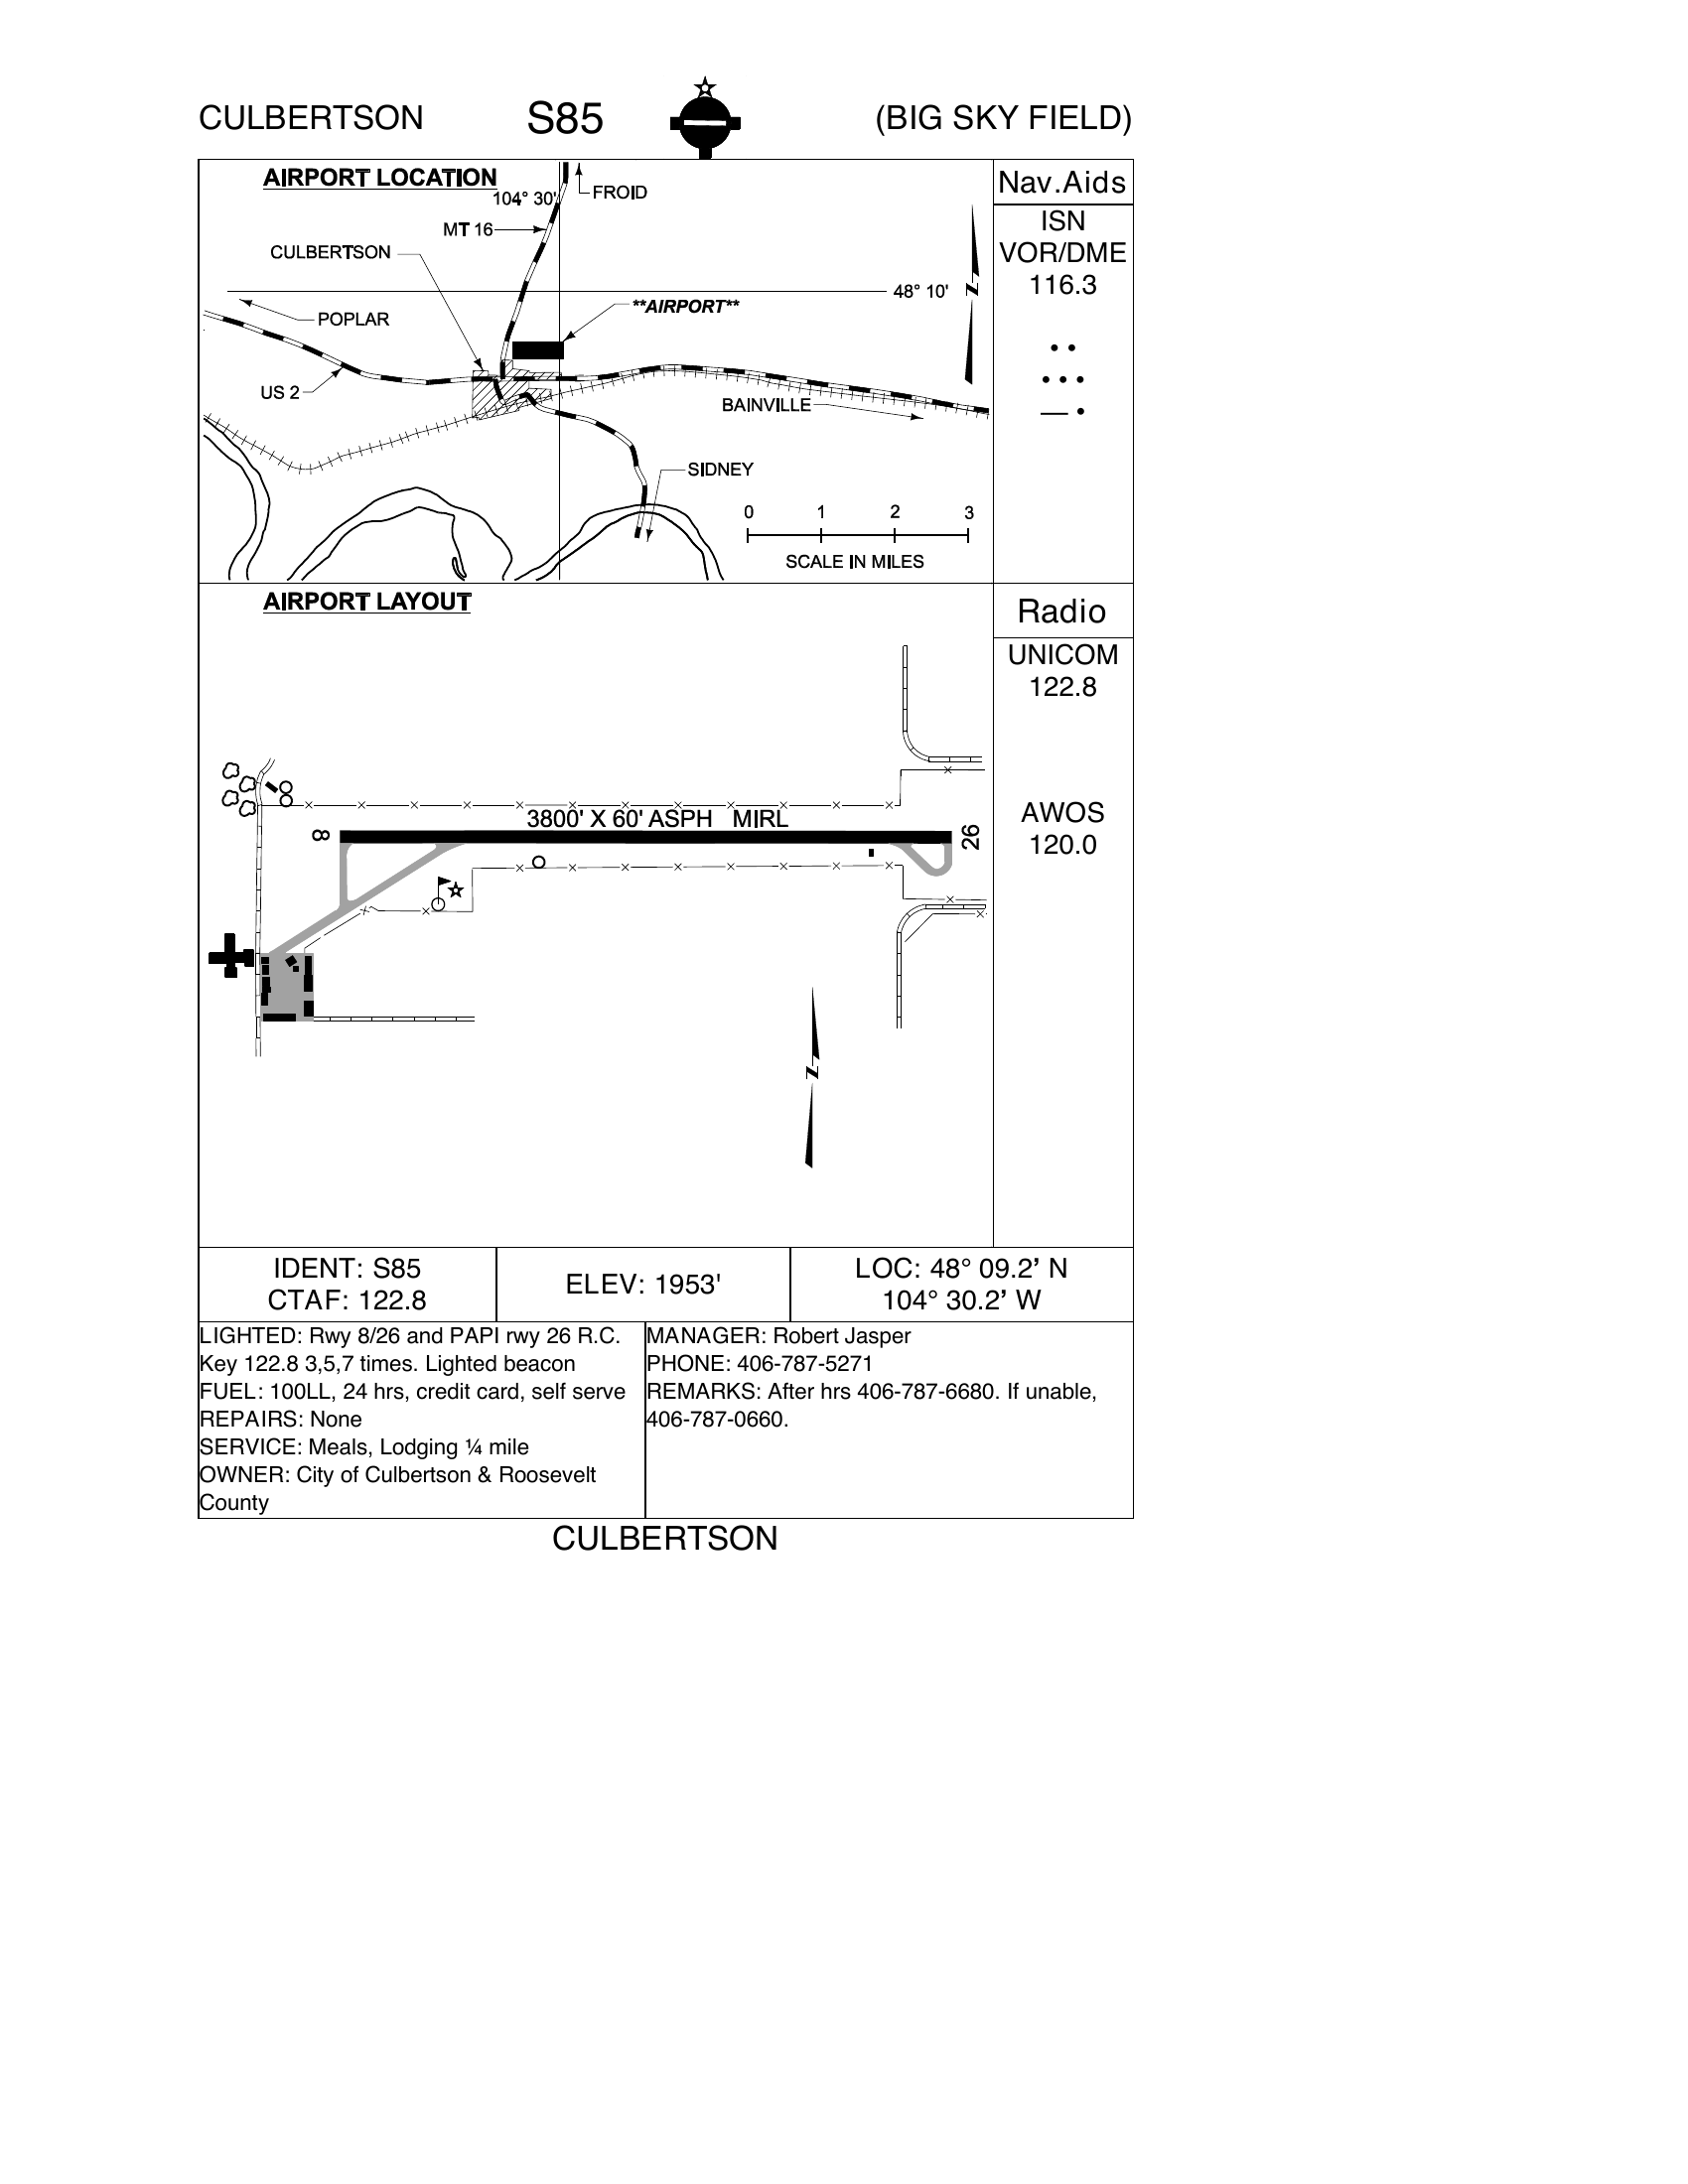 CULBERTSON S85 (BIG SKY FIELD)
AIRPORT LOCATION
104° 30'
FROID
MT 16
CULBERTSON
48° 10'
**AIRPORT**
POPLAR
US 2
BAINVILLE
SIDNEY
0 1 2 3
SCALE IN MILES
N
Nav.Aids
ISN
VOR/DME
116.3
•  •
•  •  •
—  •
AIRPORT LAYOUT
3800' X 60' ASPH MIRL
8
26
N
Radio
UNICOM
122.8
AWOS
120.0
IDENT: S85
CTAF: 122.8
ELEV: 1953'
LOC: 48° 09.2’ N
104° 30.2’ W
LIGHTED: Rwy 8/26 and PAPI rwy 26 R.C.
Key 122.8 3,5,7 times. Lighted beacon
FUEL: 100LL, 24 hrs, credit card, self serve
REPAIRS: None
SERVICE: Meals, Lodging ¼ mile
OWNER: City of Culbertson & Roosevelt
County
MANAGER: Robert Jasper
PHONE: 406-787-5271
REMARKS: After hrs 406-787-6680. If unable,
406-787-0660.
CULBERTSON